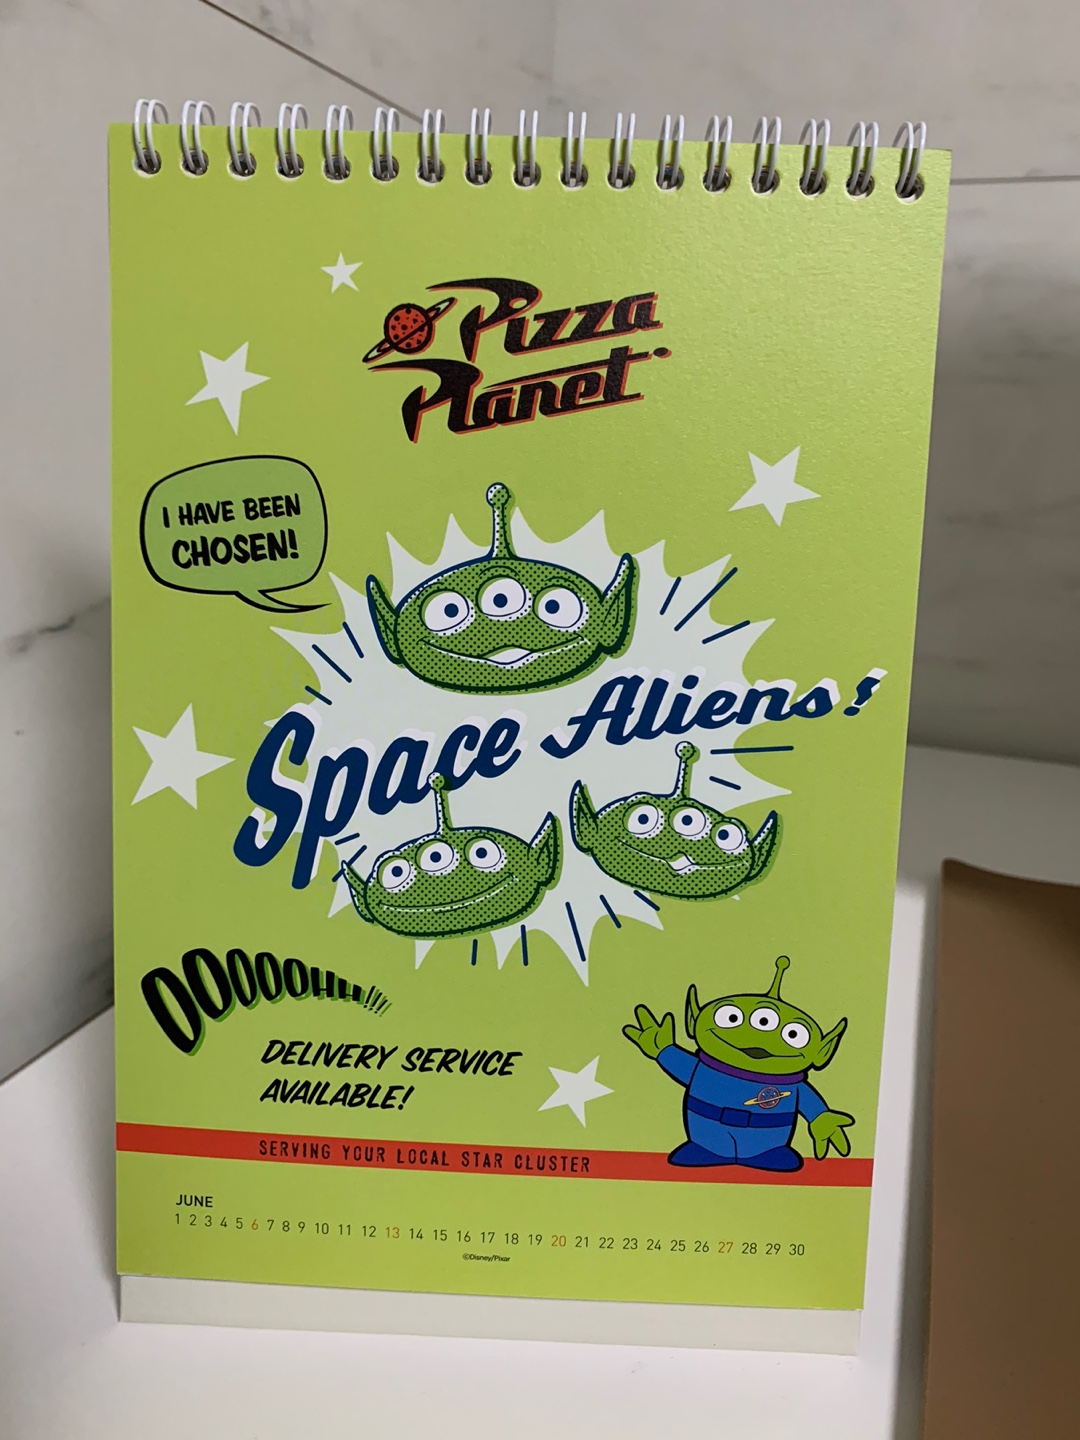 Pizza
Planet
I HAVE BEEN
CHOSEN!
Space Aliens!
OOOOOHH!!!
DELIVERY SERVICE
AVAILABLE!
SERVING YOUR LOCAL STAR CLUSTER
JUNE
1 2 3 4 5 6 7 8 9 10 11 12 13 14 15 16 17 18 19 20 21 22 23 24 25 26 27 28 29 30
©Disney/Pixar